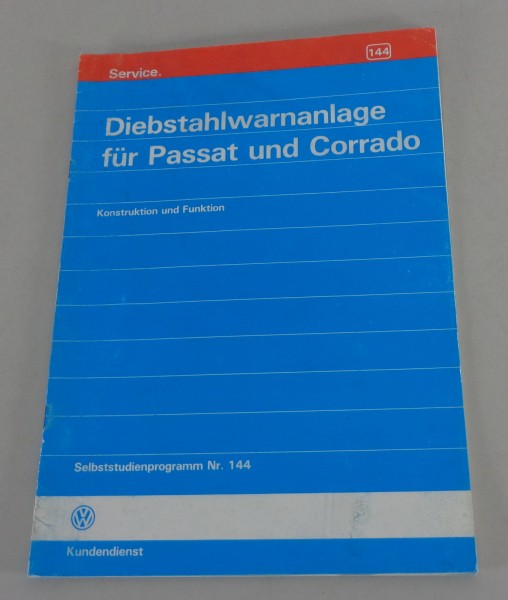 Service.
144
Diebstahlwarnanlage
für Passat und Corrado
Konstruktion und Funktion
Selbststudienprogramm Nr. 144
VW
Kundendienst